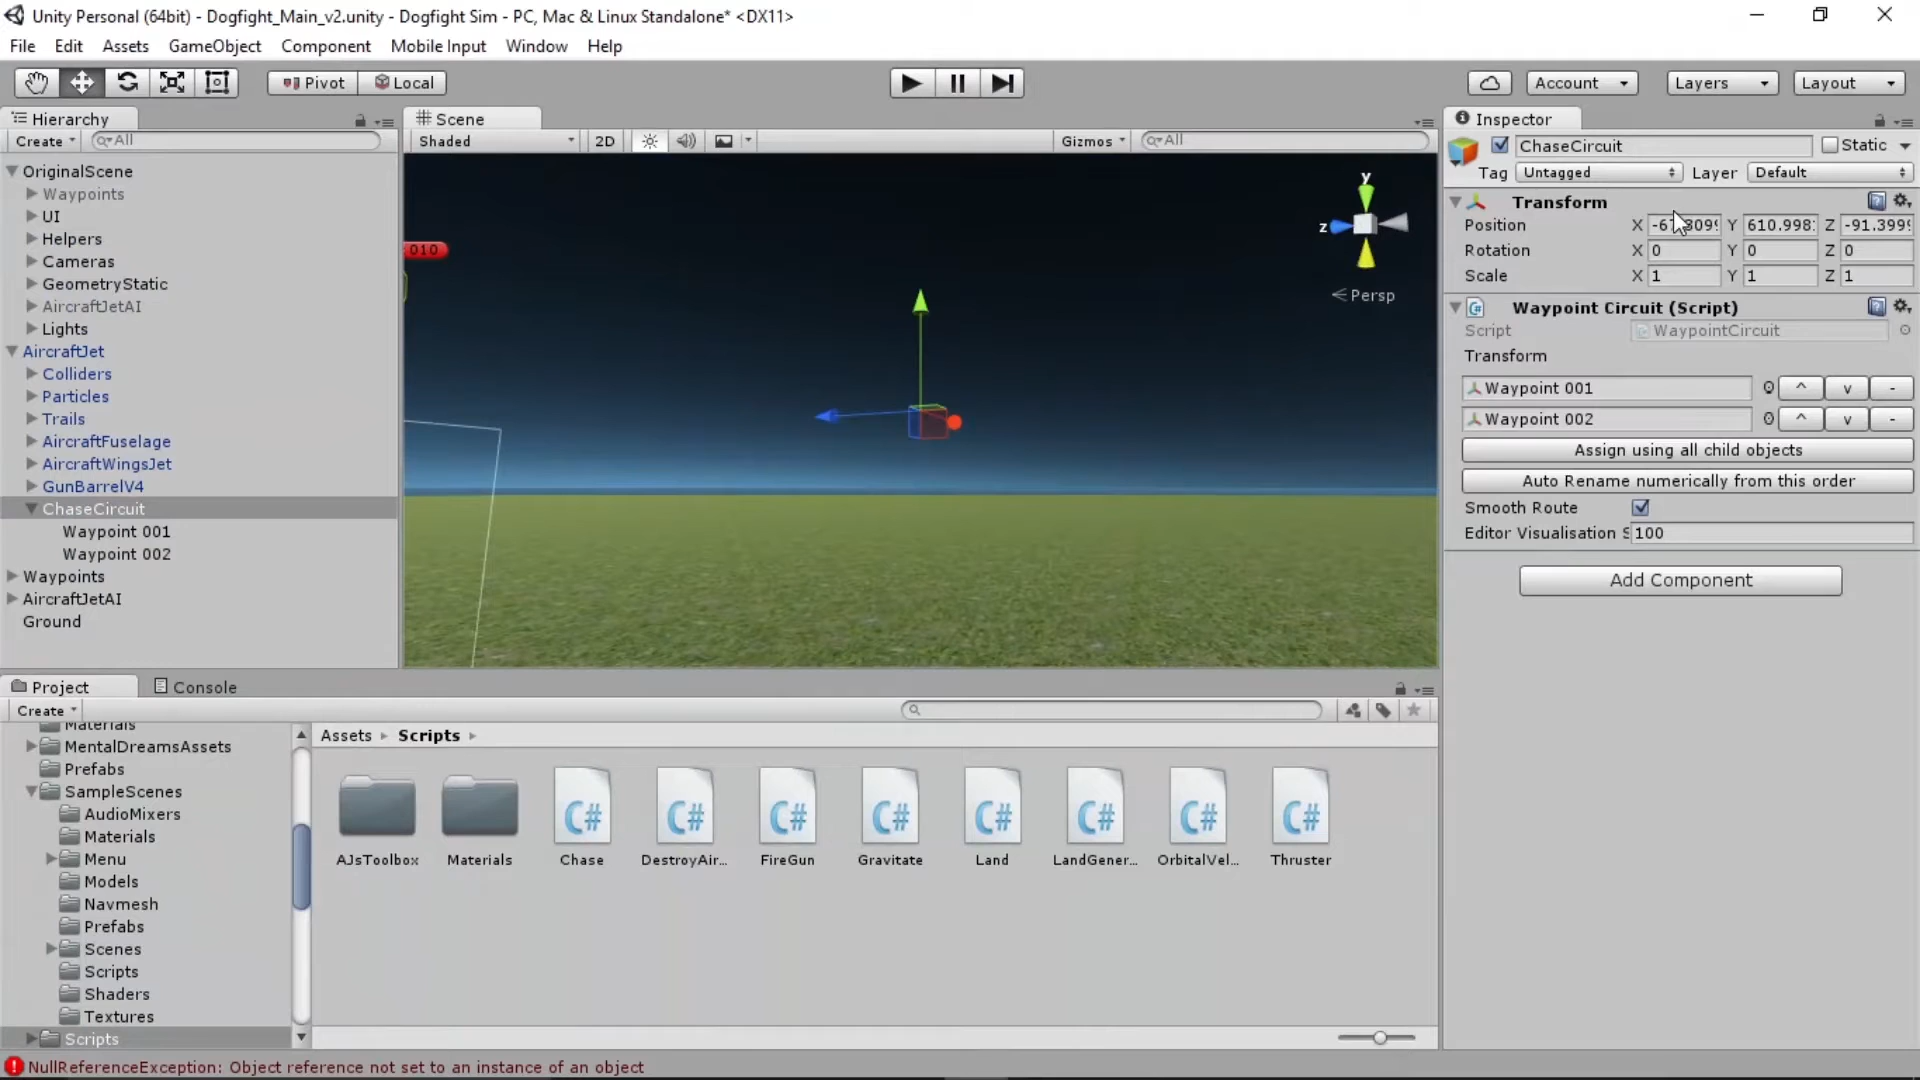 Unity Personal (64bit) - Dogfight_Main_v2.unity - Dogfight Sim - PC, Mac & Linux Standalone* <DX11>
File Edit Assets GameObject Component Mobile Input Window Help
Pivot Local Account Layers Layout
Hierarchy
Create All
OriginalScene
Waypoints
UI
Helpers
Cameras
GeometryStatic
AircraftJetAI
Lights
AircraftJet
Colliders
Particles
Trails
AircraftFuselage
AircraftWingsJet
GunBarrelV4
ChaseCircuit
Waypoint 001
Waypoint 002
Waypoints
AircraftJetAI
Ground
Scene
Shaded 2D Gizmos All
010
y
z
Persp
Inspector
ChaseCircuit Static
Tag Untagged Layer Default
Transform
Position X Y 610.998 Z -91.399
Rotation X 0 Y 0 Z 0
Scale X 1 Y 1 Z 1
Waypoint Circuit (Script)
Script WaypointCircuit
Transform
Waypoint 001 ^ v -
Waypoint 002 ^ v -
Assign using all child objects
Auto Rename numerically from this order
Smooth Route
Editor Visualisation S 100
Add Component
Project Console
Create
Materials
MentalDreamsAssets
Prefabs
SampleScenes
AudioMixers
Materials
Menu
Models
Navmesh
Prefabs
Scenes
Scripts
Shaders
Textures
Scripts
Assets Scripts
AJsToolbox Materials Chase DestroyAir... FireGun Gravitate Land LandGener... OrbitalVel... Thruster
C# C# C# C# C# C# C# C#
NullReferenceException: Object reference not set to an instance of an object